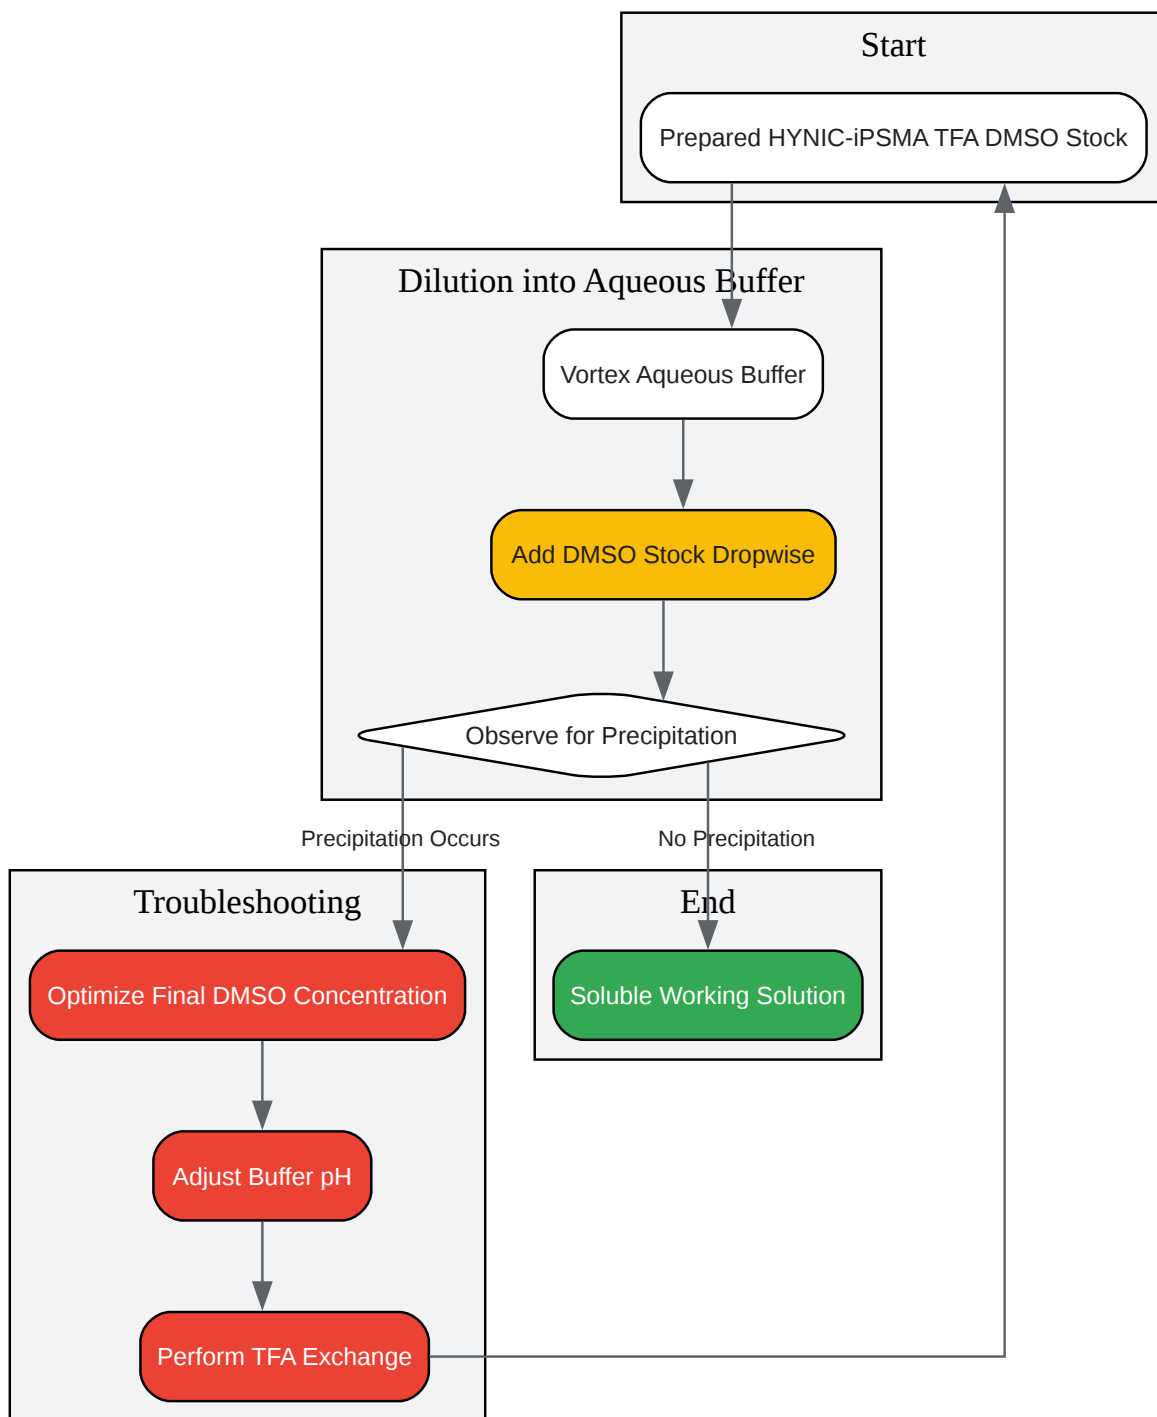 Start
Prepared HYNIC-iPSMA TFA DMSO Stock
Dilution into Aqueous Buffer
Vortex Aqueous Buffer
Add DMSO Stock Dropwise
Observe for Precipitation
Precipitation Occurs
No Precipitation
Troubleshooting
End
Optimize Final DMSO Concentration
Soluble Working Solution
Adjust Buffer pH
Perform TFA Exchange